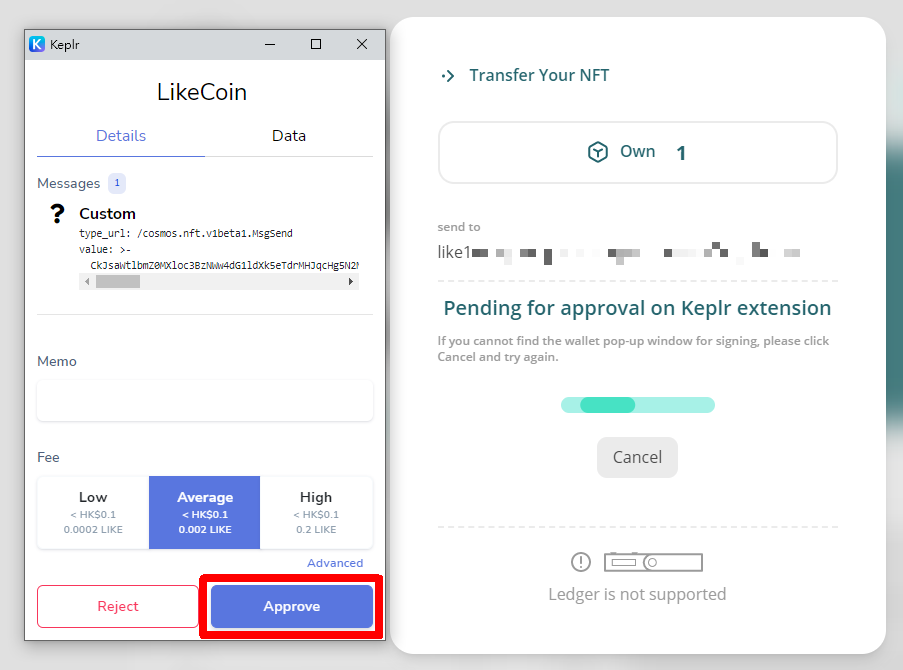 Keplr
LikeCoin
Details
Data
Messages 1
? Custom
type_url: /cosmos.nft.v1beta1.MsgSend
value: >-
Memo
Fee
Low
< HK$0.1
0.0002 LIKE
Average
< HK$0.1
0.002 LIKE
High
< HK$0.1
0.2 LIKE
Advanced
Reject
Approve
Transfer Your NFT
Own 1
send to
like1
Pending for approval on Keplr extension
If you cannot find the wallet pop-up window for signing, please click
Cancel and try again.
Cancel
Ledger is not supported